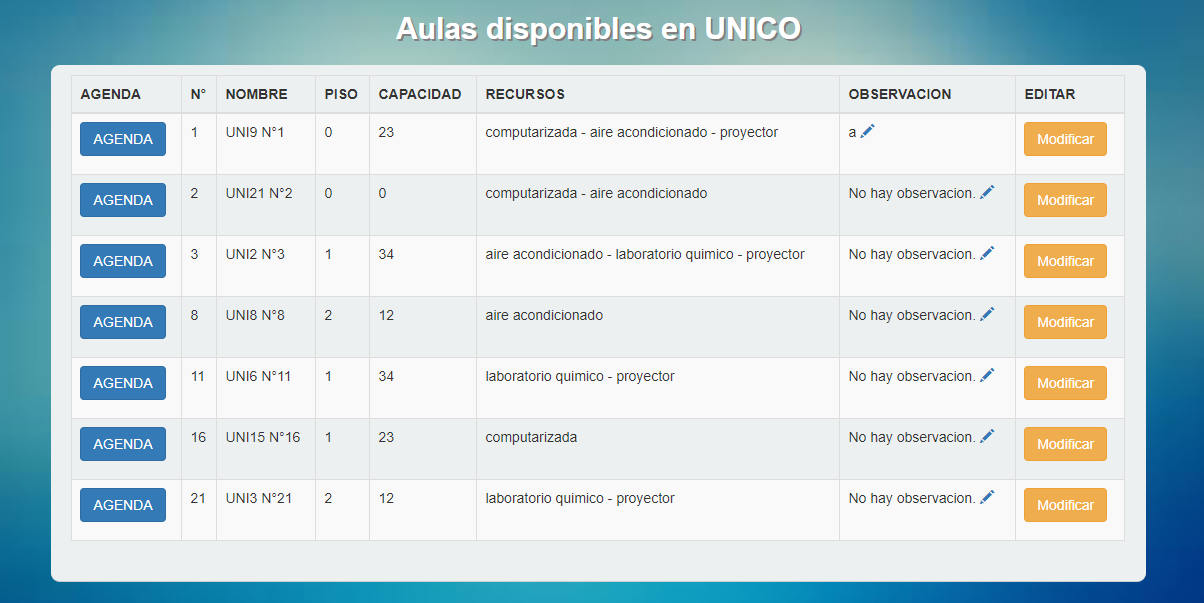 Aulas disponibles en UNICO
AGENDA N° NOMBRE PISO CAPACIDAD RECURSOS OBSERVACION EDITAR
AGENDA 1 UNI9 N°1 0 23 computarizada - aire acondicionado - proyector a Modificar
AGENDA 2 UNI21 N°2 0 0 computarizada - aire acondicionado No hay observacion. Modificar
AGENDA 3 UNI2 N°3 1 34 aire acondicionado - laboratorio quimico - proyector No hay observacion. Modificar
AGENDA 8 UNI8 N°8 2 12 aire acondicionado No hay observacion. Modificar
AGENDA 11 UNI6 N°11 1 34 laboratorio quimico - proyector No hay observacion. Modificar
AGENDA 16 UNI15 N°16 1 23 computarizada No hay observacion. Modificar
AGENDA 21 UNI3 N°21 2 12 laboratorio quimico - proyector No hay observacion. Modificar